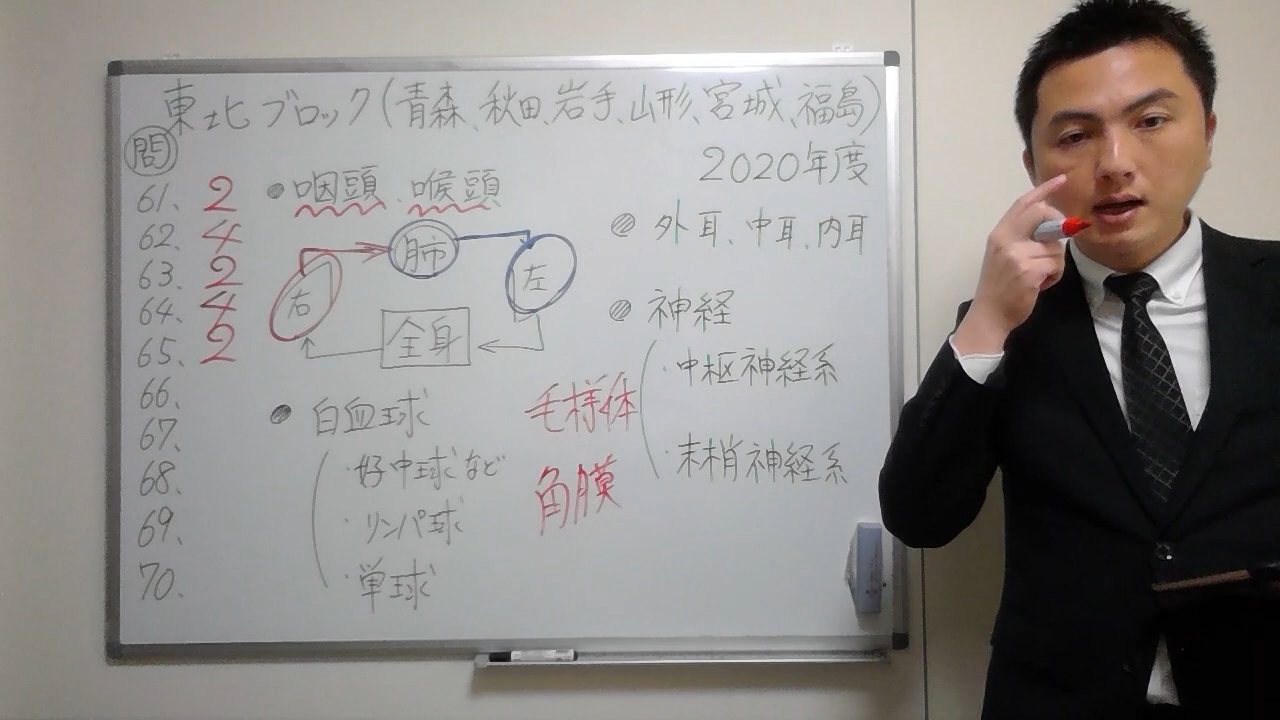 東北ブロック(青森、秋田、岩手、山形、宮城、福島)
2020年度
問
61、2
62、4
63、2
64、4
65、2
66、
67、
68、
69、
70、
●咽頭、喉頭
右
肺
左
全身
●白血球
・好中球など
・リンパ球
・単球
毛様体
角膜
●外耳、中耳、内耳
●神経
・中枢神経系
・末梢神経系